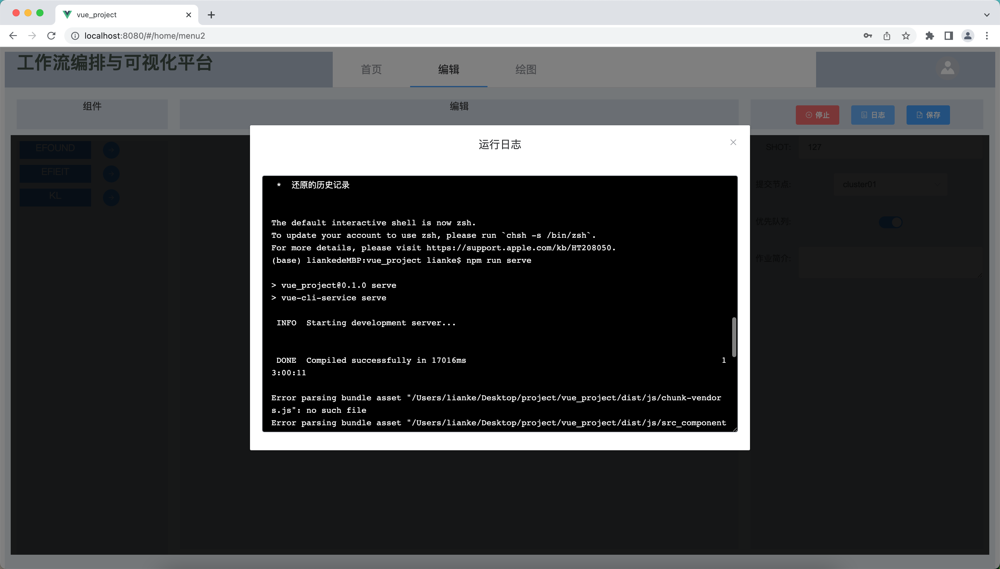 vue_project
localhost:8080/#/home/menu2
工作流编排与可视化平台
首页
编辑
绘图
组件
编辑
停止
日志
保存
EFOUND
EFIEIT
KL
SHOT:
127
提交节点:
cluster01
优先队列:
作业简介:
运行日志
* 还原的历史记录
The default interactive shell is now zsh.
To update your account to use zsh, please run `chsh -s /bin/zsh`.
For more details, please visit https://support.apple.com/kb/HT208050.
(base) liankedeMBP:vue_project lianke$ npm run serve
> vue_project@0.1.0 serve
> vue-cli-service serve
INFO Starting development server...
DONE Compiled successfully in 17016ms 1
3:00:11
Error parsing bundle asset "/Users/lianke/Desktop/project/vue_project/dist/js/chunk-vendor
s.js": no such file
Error parsing bundle asset "/Users/lianke/Desktop/project/vue_project/dist/js/src_component